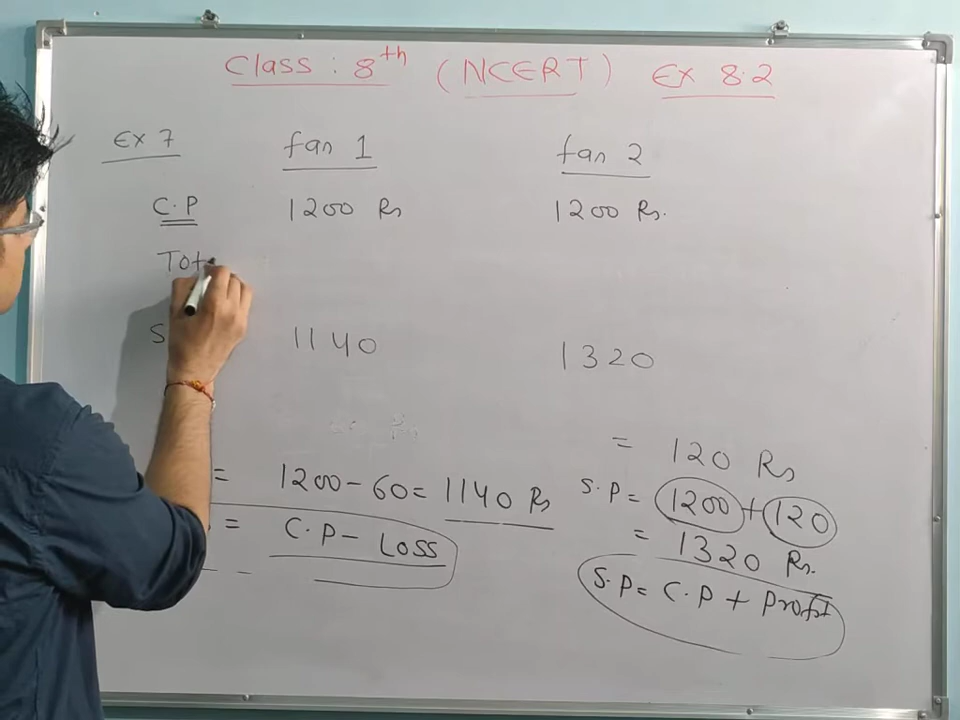 Class : 8th (NCERT) Ex 8.2
Ex 7 fan 1 fan 2
C.P 1200 Rs 1200 Rs.
Tot
S 1140 1320
= 120 Rs
= 1200 - 60 = 1140 Rs
S.P = 1200 + 120
= C.P - Loss
= 1320 Rs.
S.P = C.P + Profit